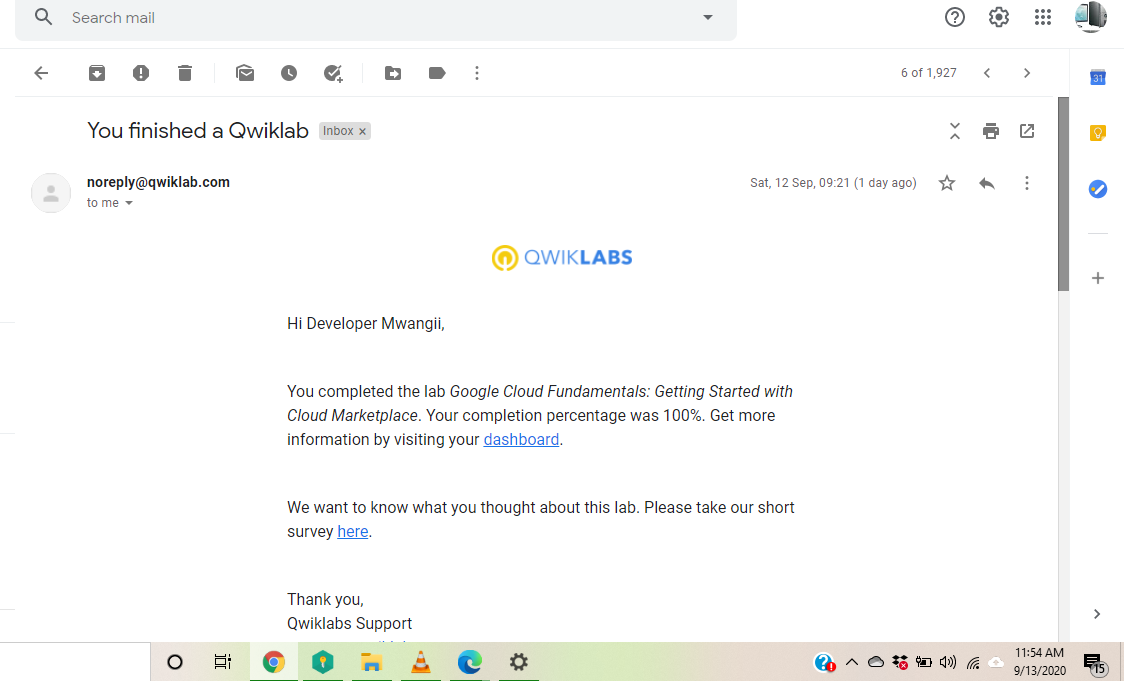 Search mail
6 of 1,927
31
You finished a Qwiklab Inbox x
noreply@qwiklab.com
Sat, 12 Sep, 09:21 (1 day ago)
to me
QWIKLABS
Hi Developer Mwangii,
You completed the lab Google Cloud Fundamentals: Getting Started with
Cloud Marketplace. Your completion percentage was 100%. Get more
information by visiting your dashboard.
We want to know what you thought about this lab. Please take our short
survey here.
Thank you,
Qwiklabs Support
11:54 AM
9/13/2020
15